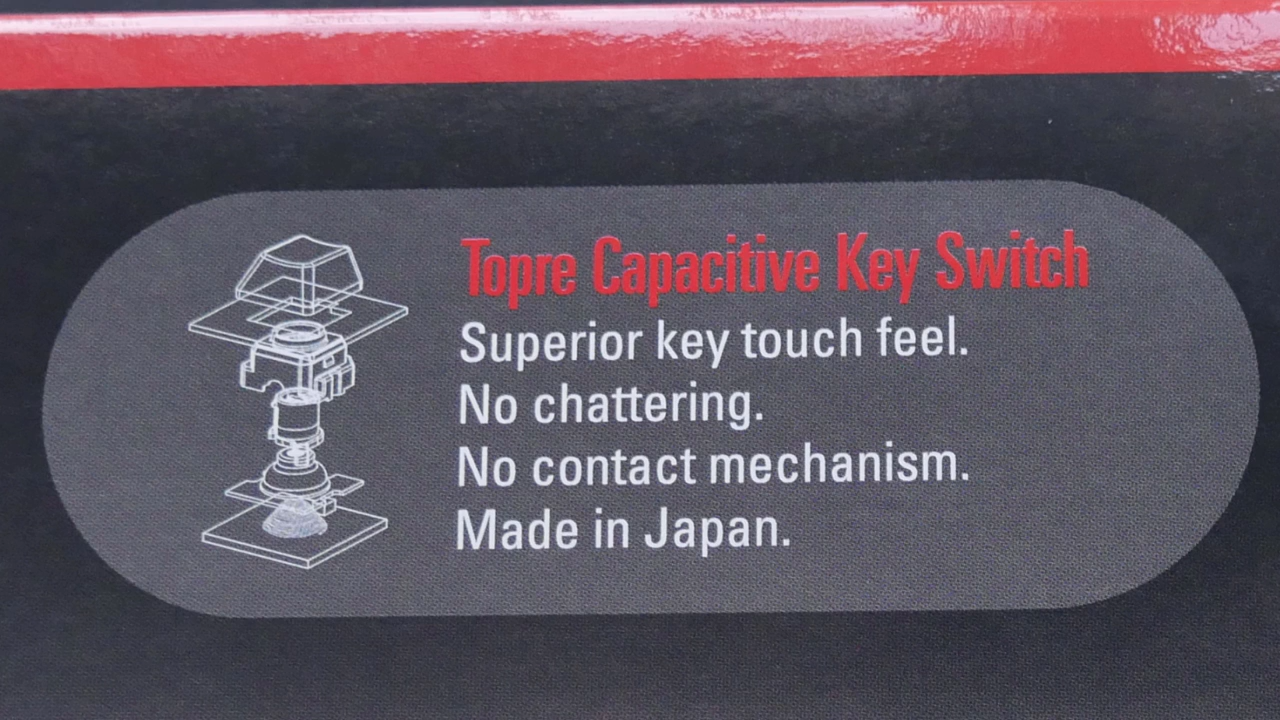 Topre Capacitive Key Switch
Superior key touch feel.
No chattering.
No contact mechanism.
Made in Japan.